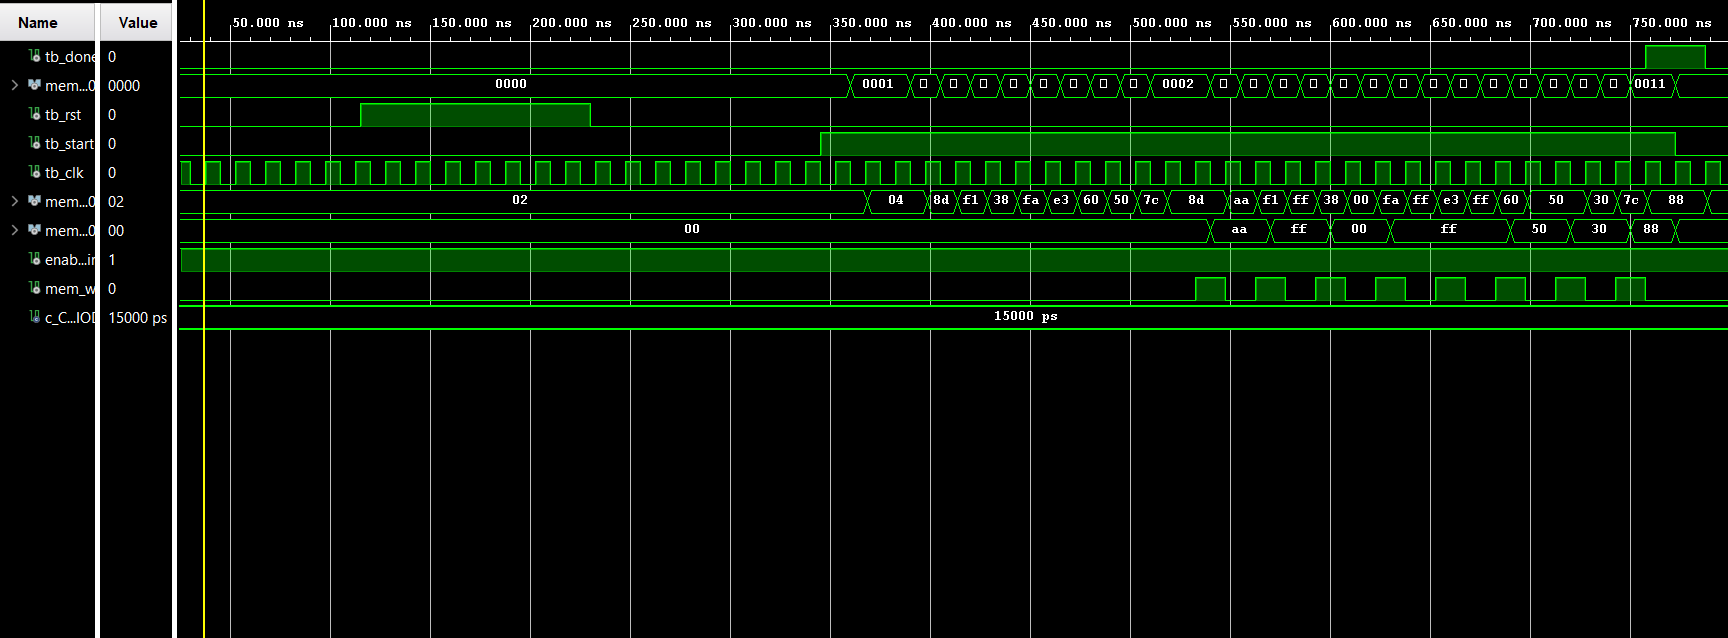 Name Value 50.000 ns 100.000 ns 150.000 ns 200.000 ns 250.000 ns 300.000 ns 350.000 ns 400.000 ns 450.000 ns 500.000 ns 550.000 ns 600.000 ns 650.000 ns 700.000 ns 750.000 ns
tb_done 0
mem...0 0000 0000 0001 0002 0011
tb_rst 0
tb_start 0
tb_clk 0
mem...0 02 02 04 8d f1 38 fa e3 60 50 7c 8d aa f1 ff 38 00 fa ff e3 ff 60 50 30 7c 88
mem...0 00 00 aa ff 00 ff 50 30 88
enab...ir 1
mem_w 0
c_C...IOD 15000 ps 15000 ps